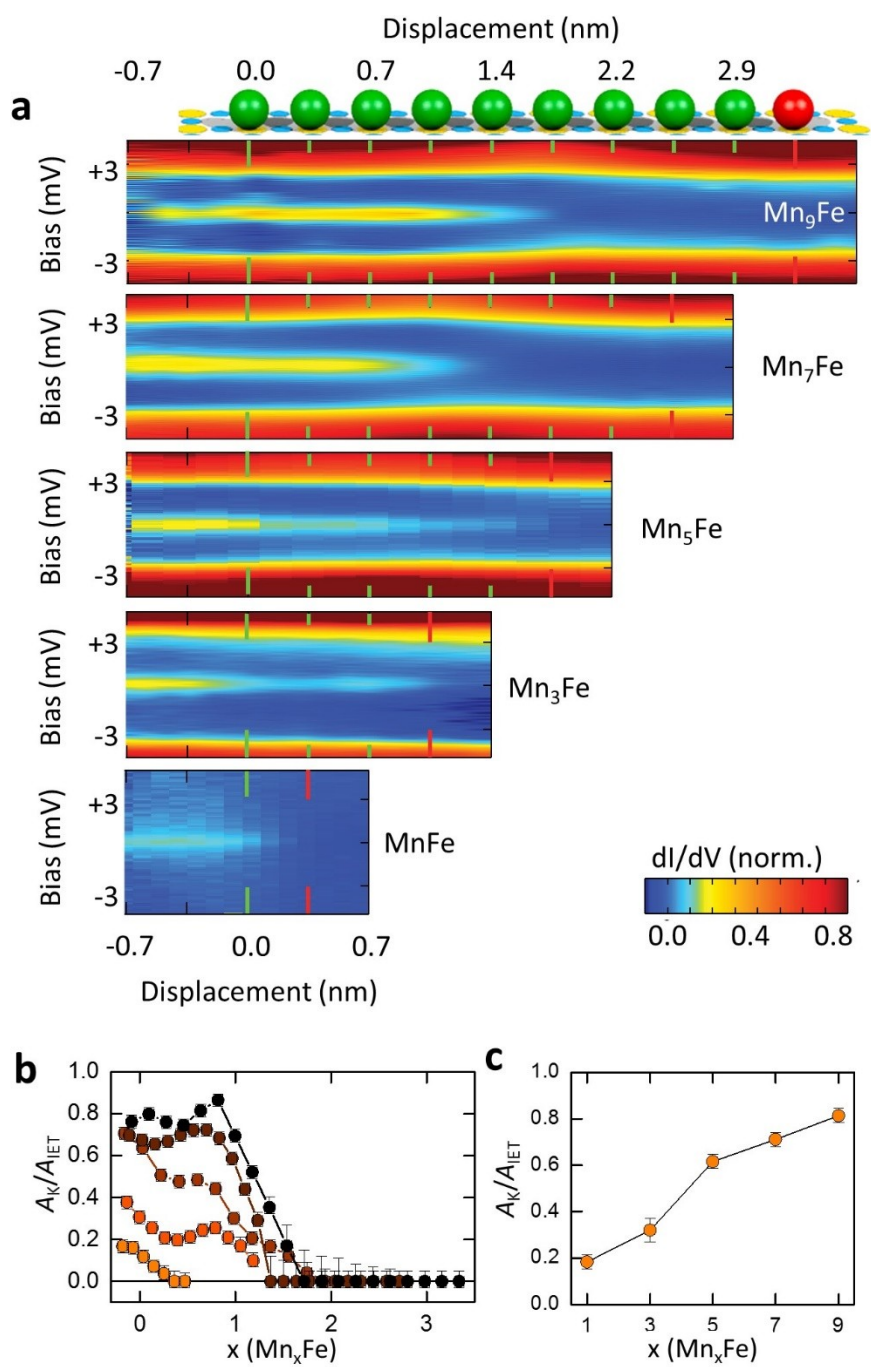 Displacement (nm)
-0.7 0.0 0.7 1.4 2.2 2.9
a
Bias (mV) +3 -3 Mn₉Fe
Bias (mV) +3 -3 Mn₇Fe
Bias (mV) +3 -3 Mn₅Fe
Bias (mV) +3 -3 Mn₃Fe
Bias (mV) +3 -3 MnFe
dI/dV (norm.)
0.0 0.4 0.8
-0.7 0.0 0.7
Displacement (nm)
b
A_K/A_IET
1.0
0.8
0.6
0.4
0.2
0.0
0 1 2 3
x (MnₓFe)
c
A_K/A_IET
1.0
0.8
0.6
0.4
0.2
0.0
1 3 5 7 9
x (MnₓFe)